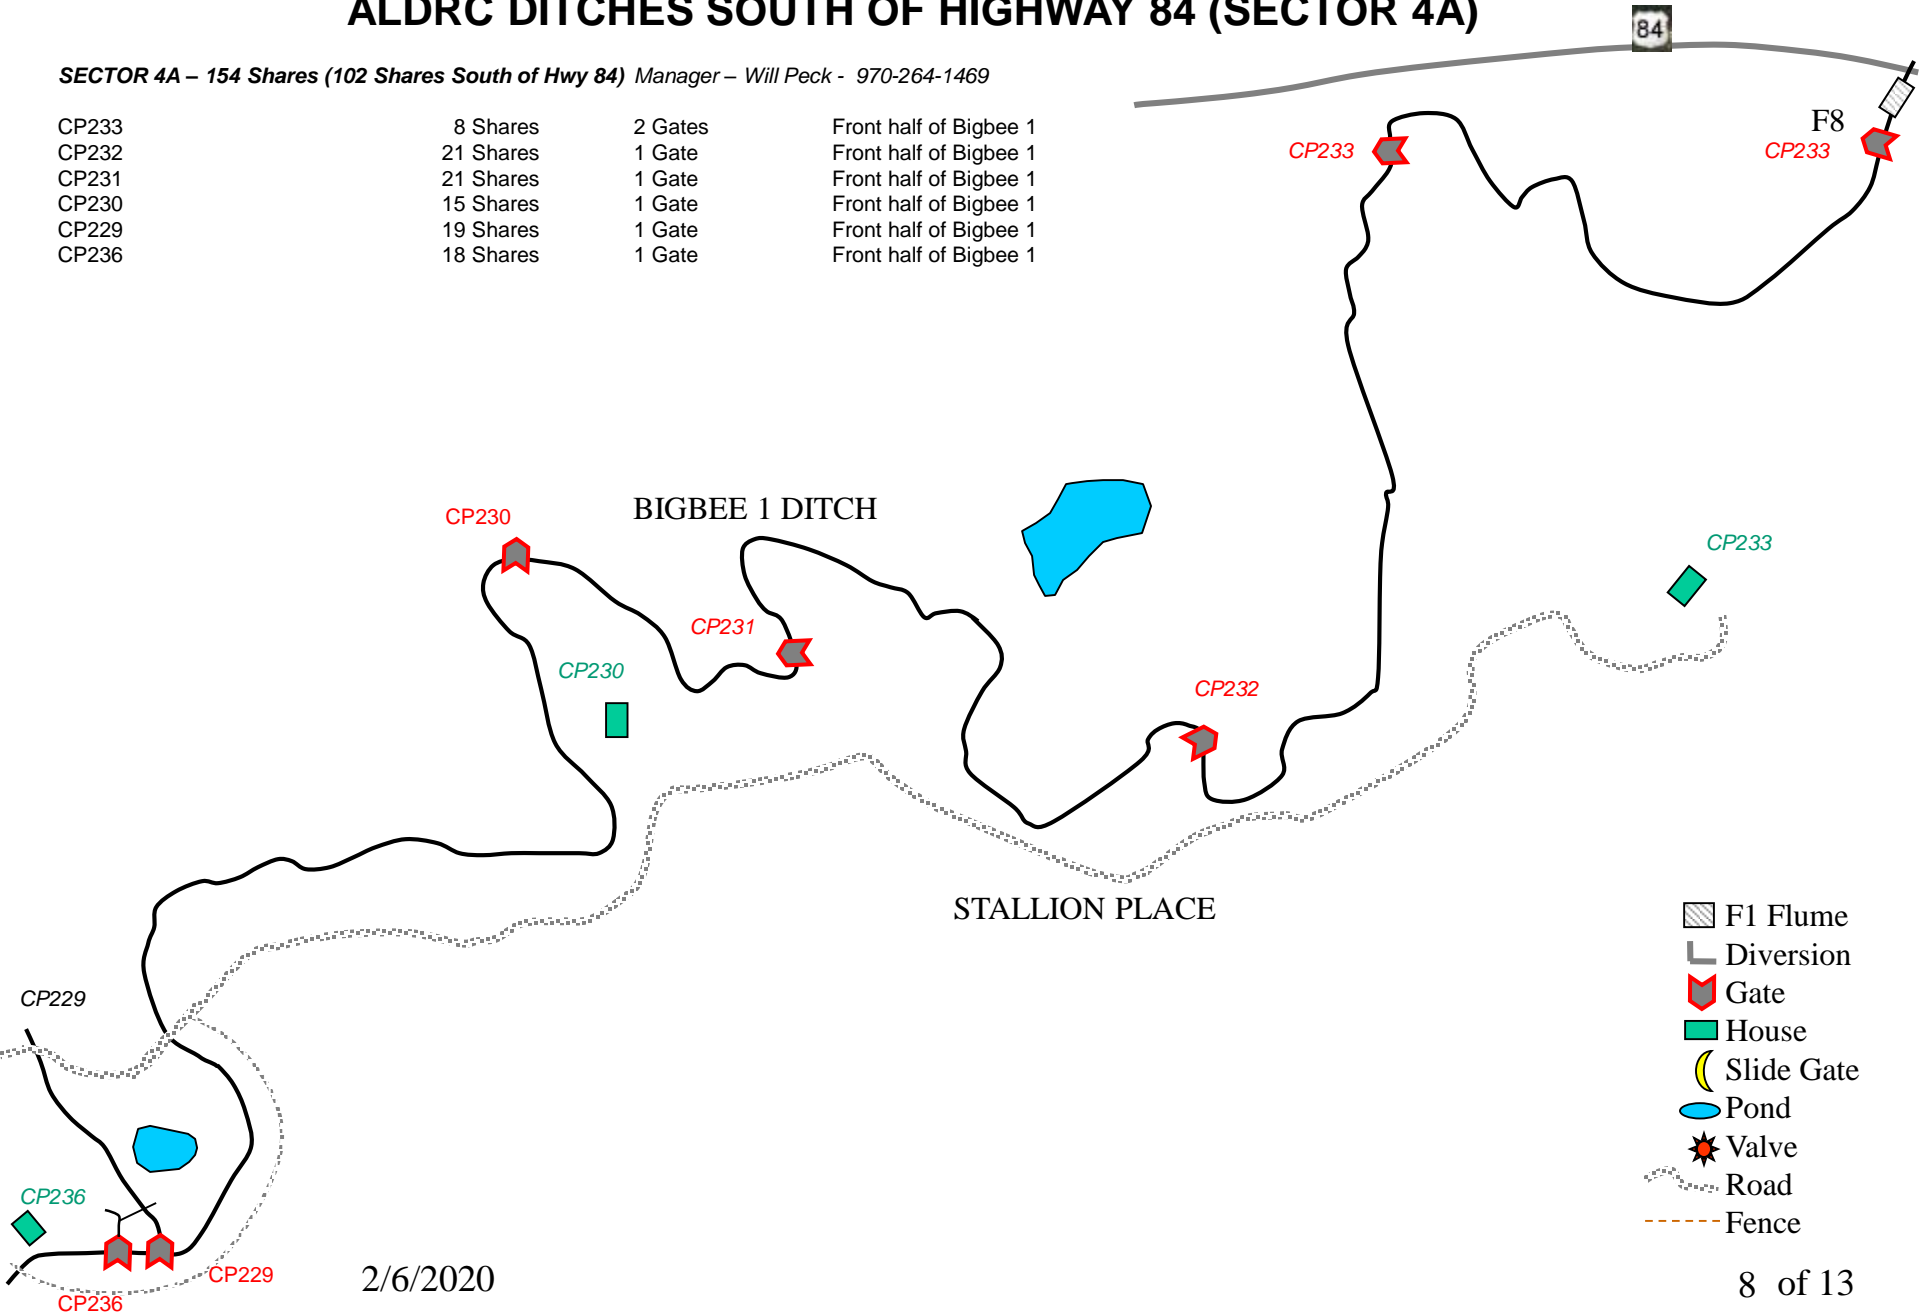 ALDRC DITCHES SOUTH OF HIGHWAY 84 (SECTOR 4A)
84
SECTOR 4A – 154 Shares (102 Shares South of Hwy 84) Manager – Will Peck - 970-264-1469
CP233 8 Shares 2 Gates Front half of Bigbee 1
CP232 21 Shares 1 Gate Front half of Bigbee 1
CP231 21 Shares 1 Gate Front half of Bigbee 1
CP230 15 Shares 1 Gate Front half of Bigbee 1
CP229 19 Shares 1 Gate Front half of Bigbee 1
CP236 18 Shares 1 Gate Front half of Bigbee 1
F8
CP233
CP233
BIGBEE 1 DITCH
CP230
CP233
CP231
CP230
CP232
STALLION PLACE
F1 Flume
Diversion
Gate
House
Slide Gate
Pond
Valve
Road
Fence
CP229
CP236
CP229
CP236
2/6/2020
8 of 13